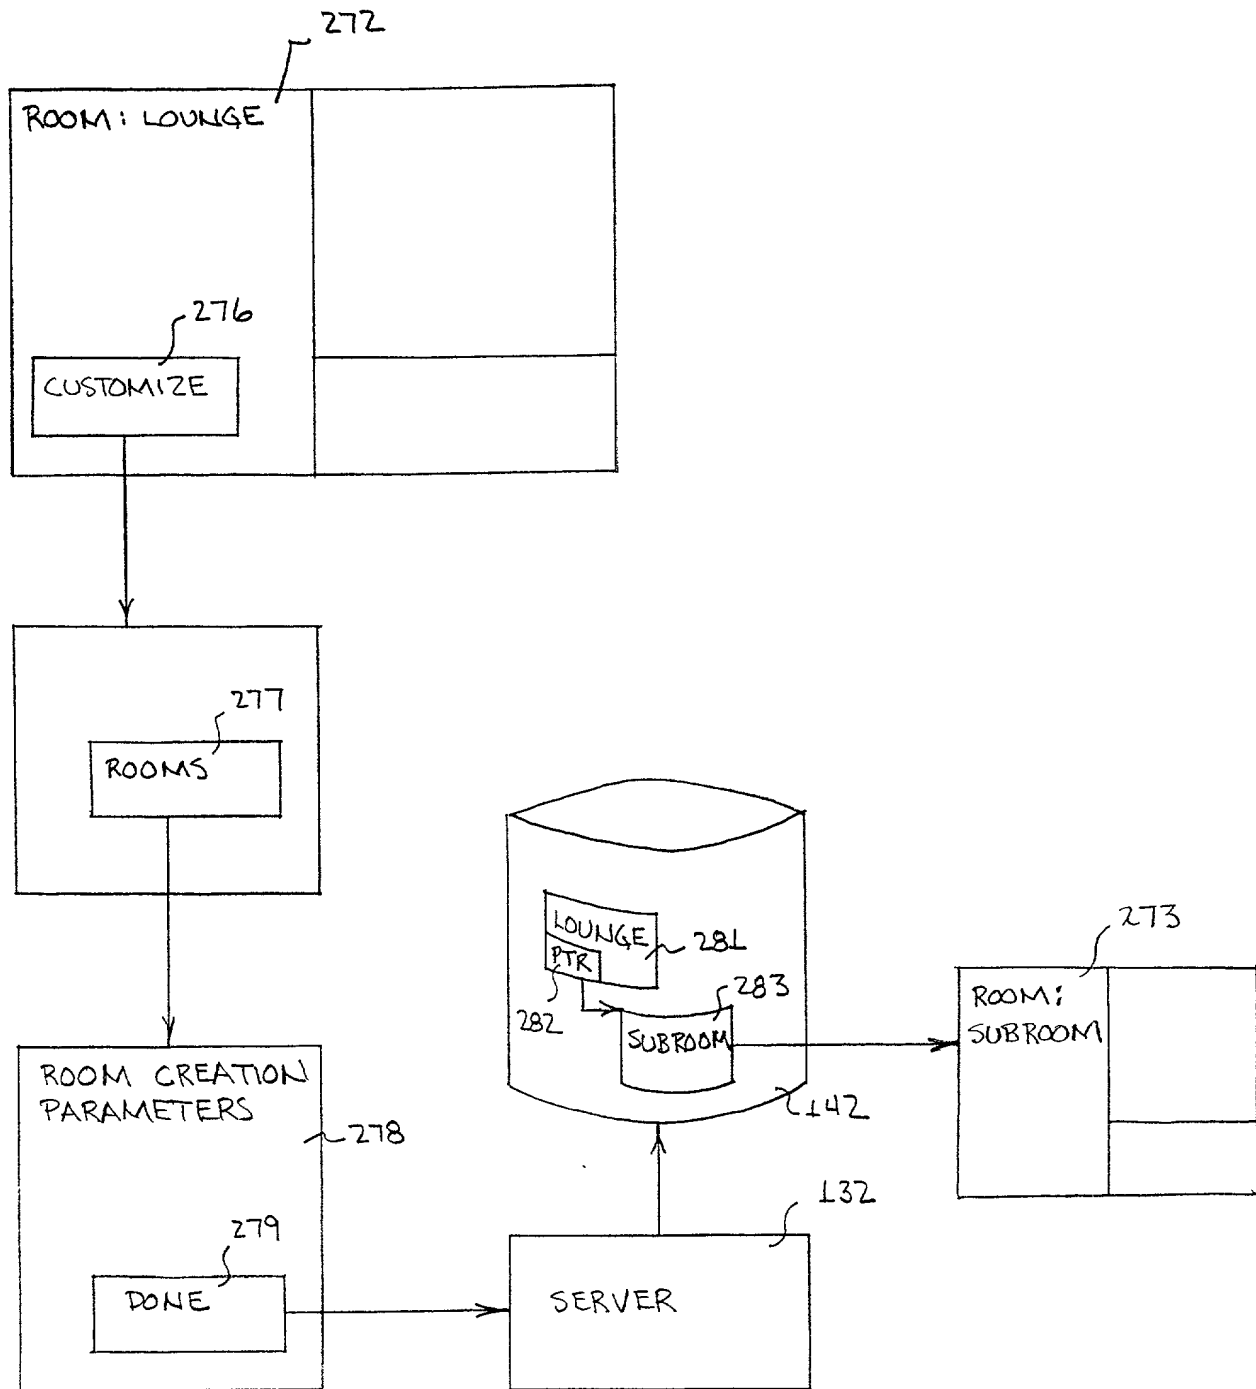 272
ROOM: LOUNGE
276
CUSTOMIZE
277
ROOMS
LOUNGE
281
PTR
282
283
SUBROOM
142
273
ROOM:
SUBROOM
ROOM CREATION
PARAMETERS
278
279
DONE
132
SERVER